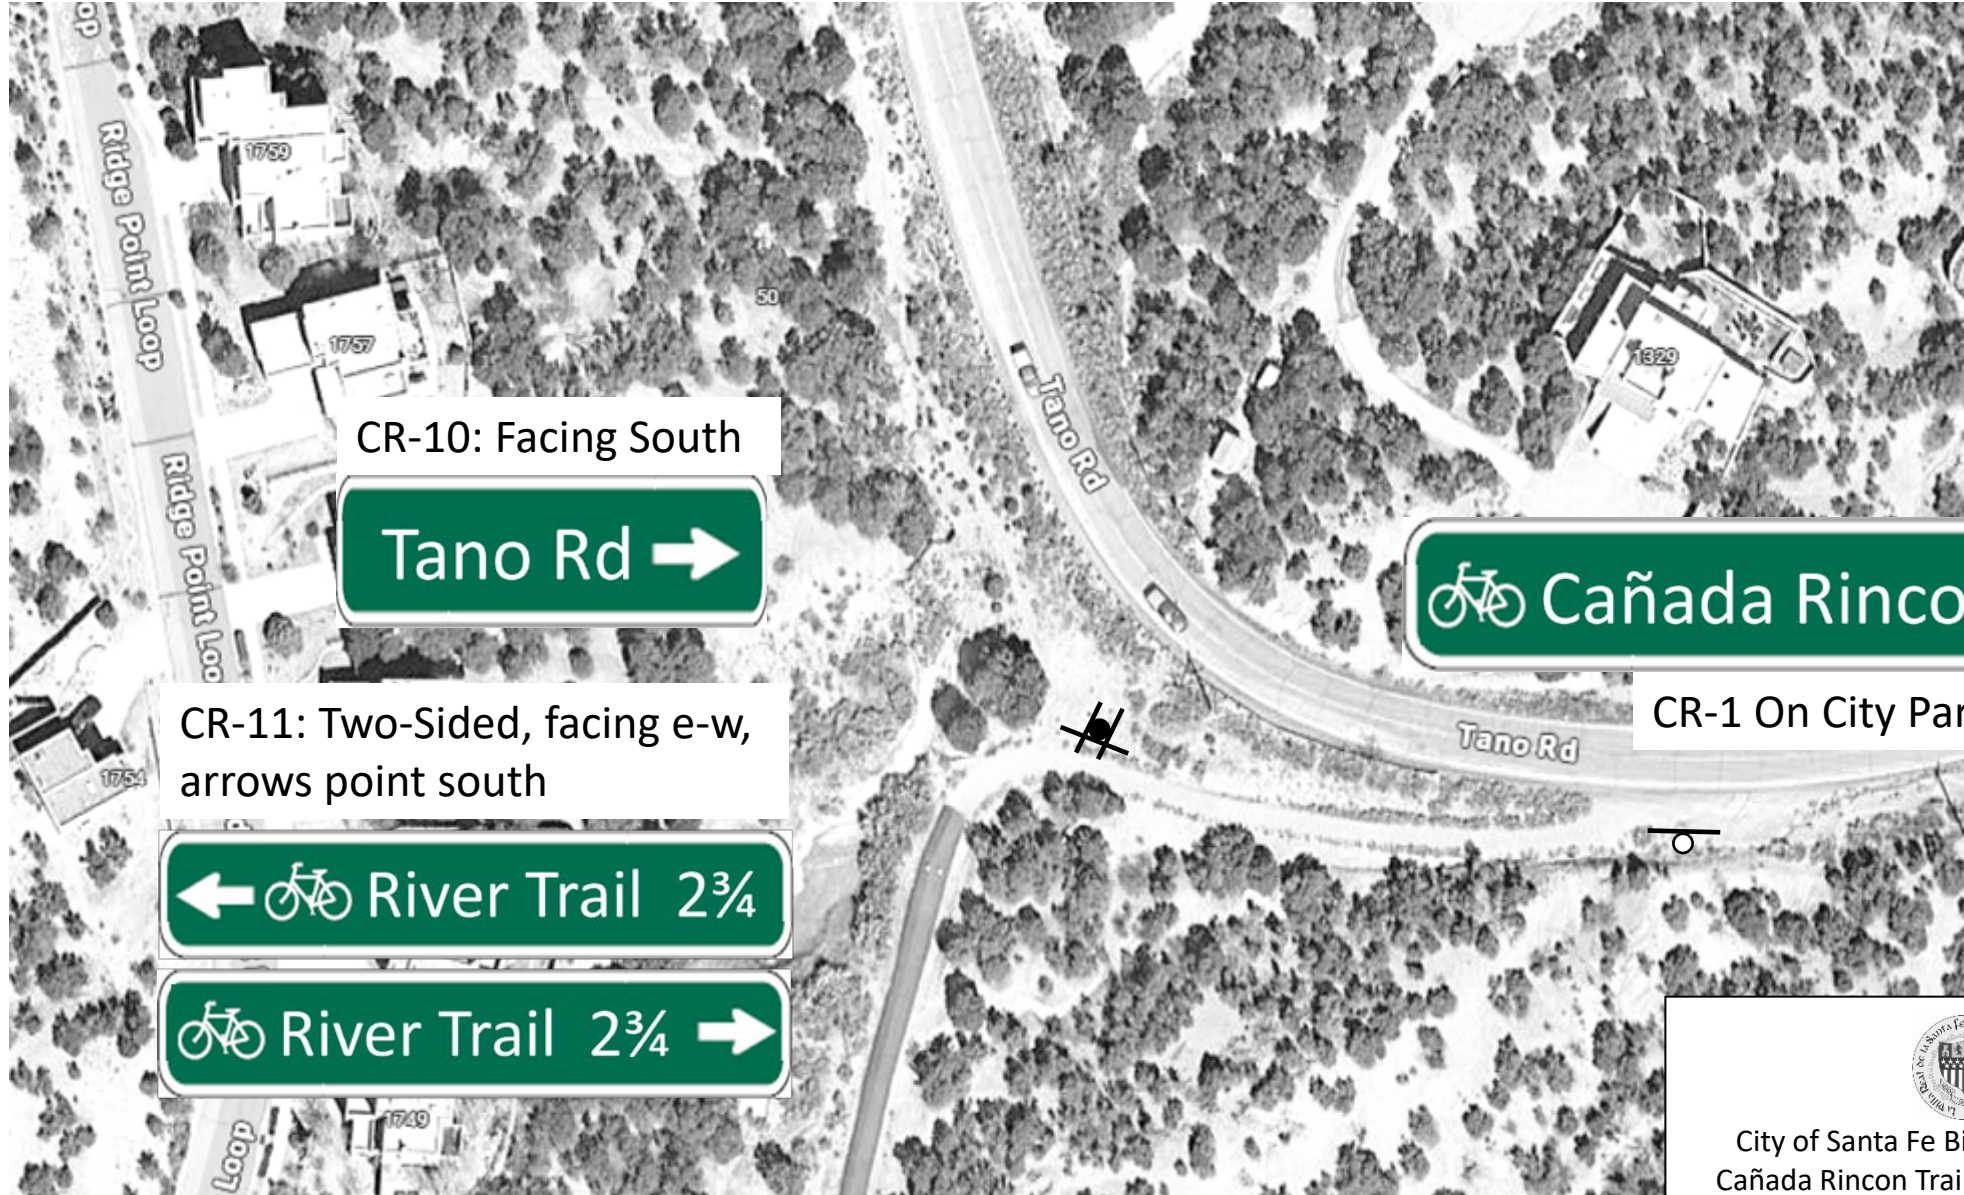 Ridge Point Loop
1759
50
1757
1329
Tano Rd
CR-10: Facing South
Tano Rd
Ridge Point Loo
Cañada Rinco
CR-11: Two-Sided, facing e-w,
arrows point south
CR-1 On City Par
Tano Rd
1754
River Trail 2¾
River Trail 2¾
1749
Loop
City of Santa Fe Bi
Cañada Rincon Trai